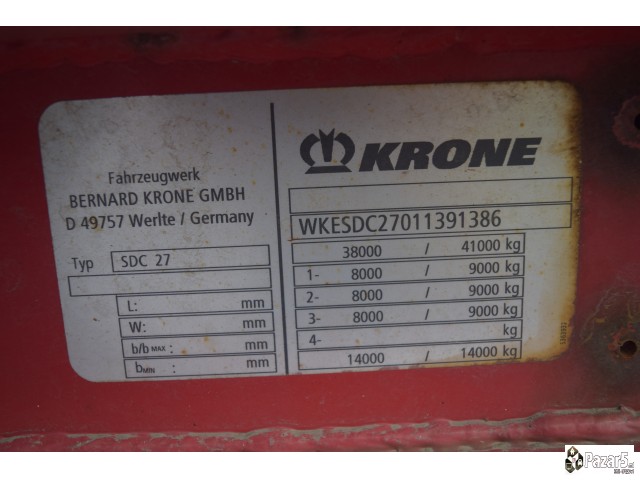 Fahrzeugwerk
BERNARD KRONE GMBH
D 49757 Werlte / Germany
Typ SDC 27
L: mm
W: mm
b/b MAX : mm
b MIN : mm
KRONE
WKESDC27011391386
38000 / 41000 kg
1- 8000 / 9000 kg
2- 8000 / 9000 kg
3- 8000 / 9000 kg
4- kg
14000 / 14000 kg
Pazar5